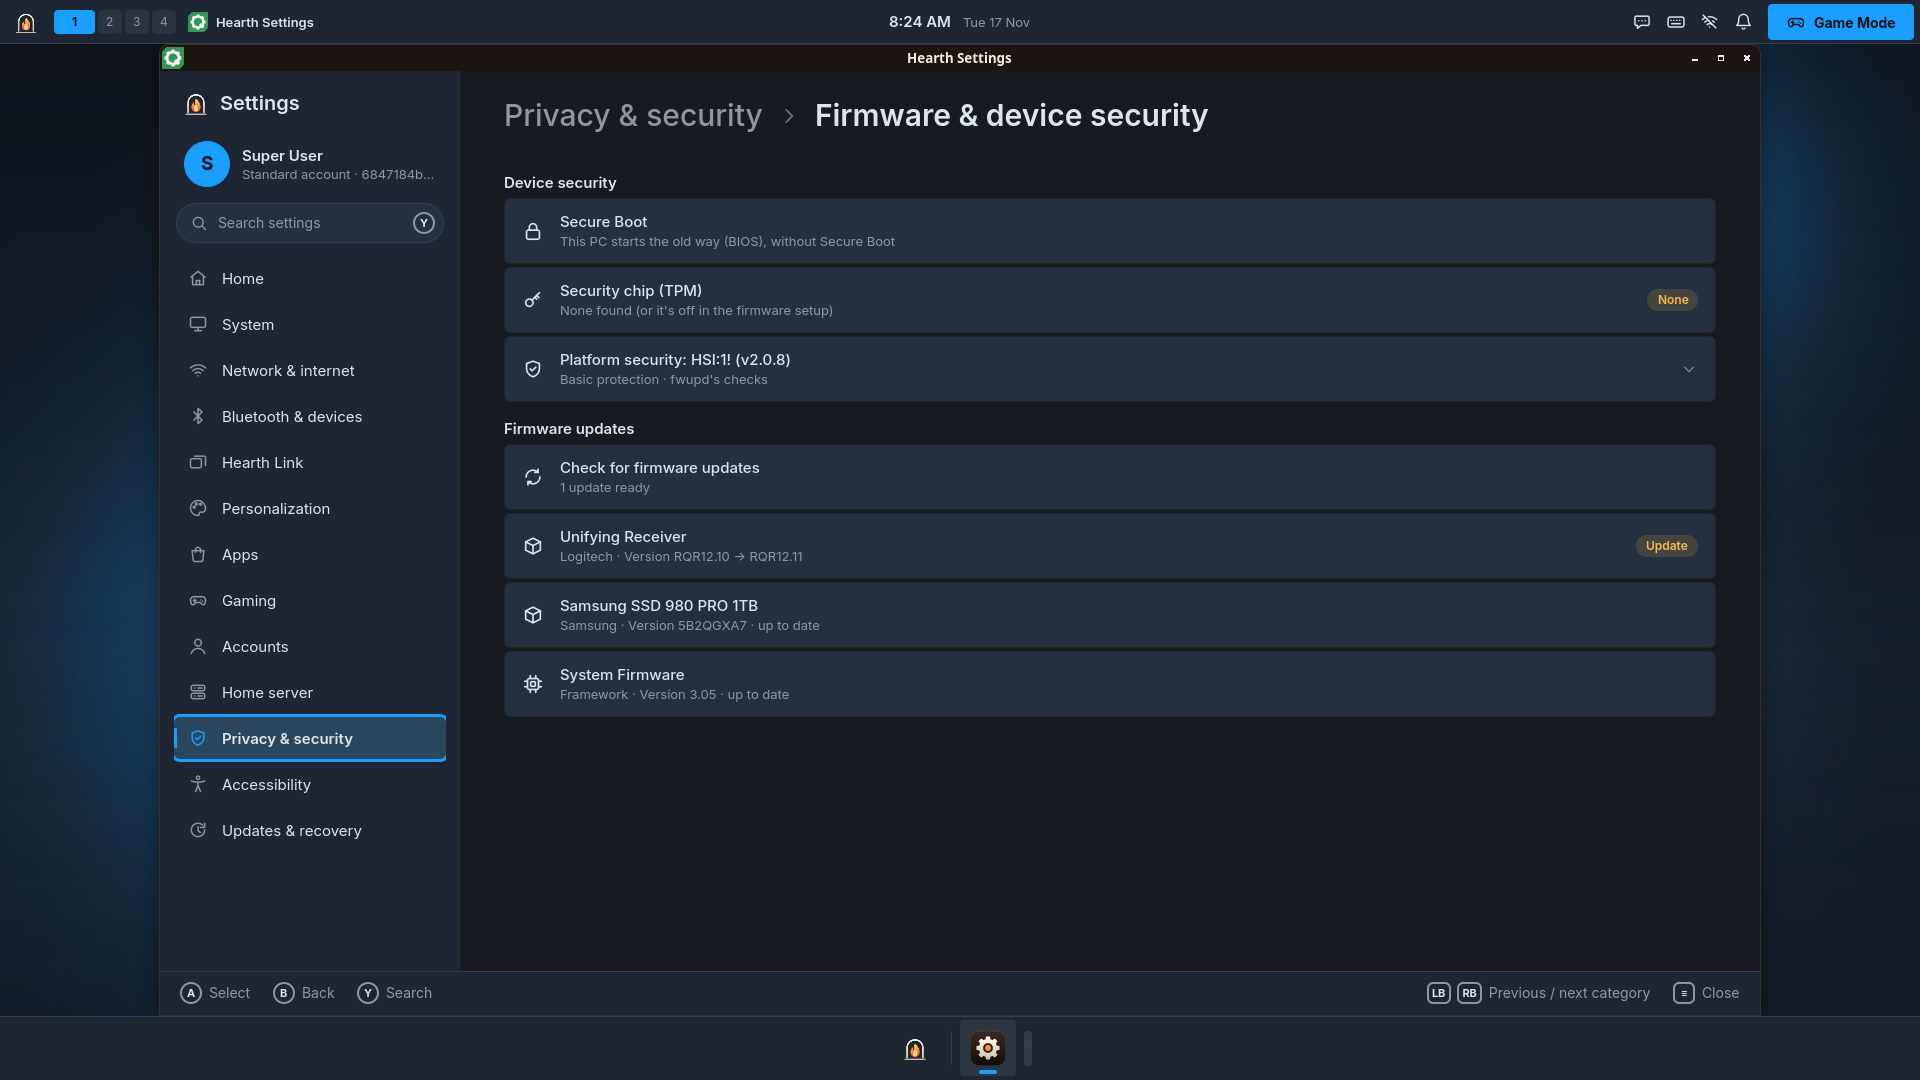 1 2 3 4 Hearth Settings 8:24 AM Tue 17 Nov Game Mode
Hearth Settings
Settings
S
Super User
Standard account · 6847184b...
Search settings Y
Home
System
Network & internet
Bluetooth & devices
Hearth Link
Personalization
Apps
Gaming
Accounts
Home server
Privacy & security
Accessibility
Updates & recovery
Privacy & security > Firmware & device security
Device security
Secure Boot
This PC starts the old way (BIOS), without Secure Boot
Security chip (TPM)
None found (or it's off in the firmware setup)
None
Platform security: HSI:1! (v2.0.8)
Basic protection · fwupd's checks
Firmware updates
Check for firmware updates
1 update ready
Unifying Receiver
Logitech · Version RQR12.10 → RQR12.11
Update
Samsung SSD 980 PRO 1TB
Samsung · Version 5B2QGXA7 · up to date
System Firmware
Framework · Version 3.05 · up to date
A Select B Back Y Search LB RB Previous / next category ≡ Close